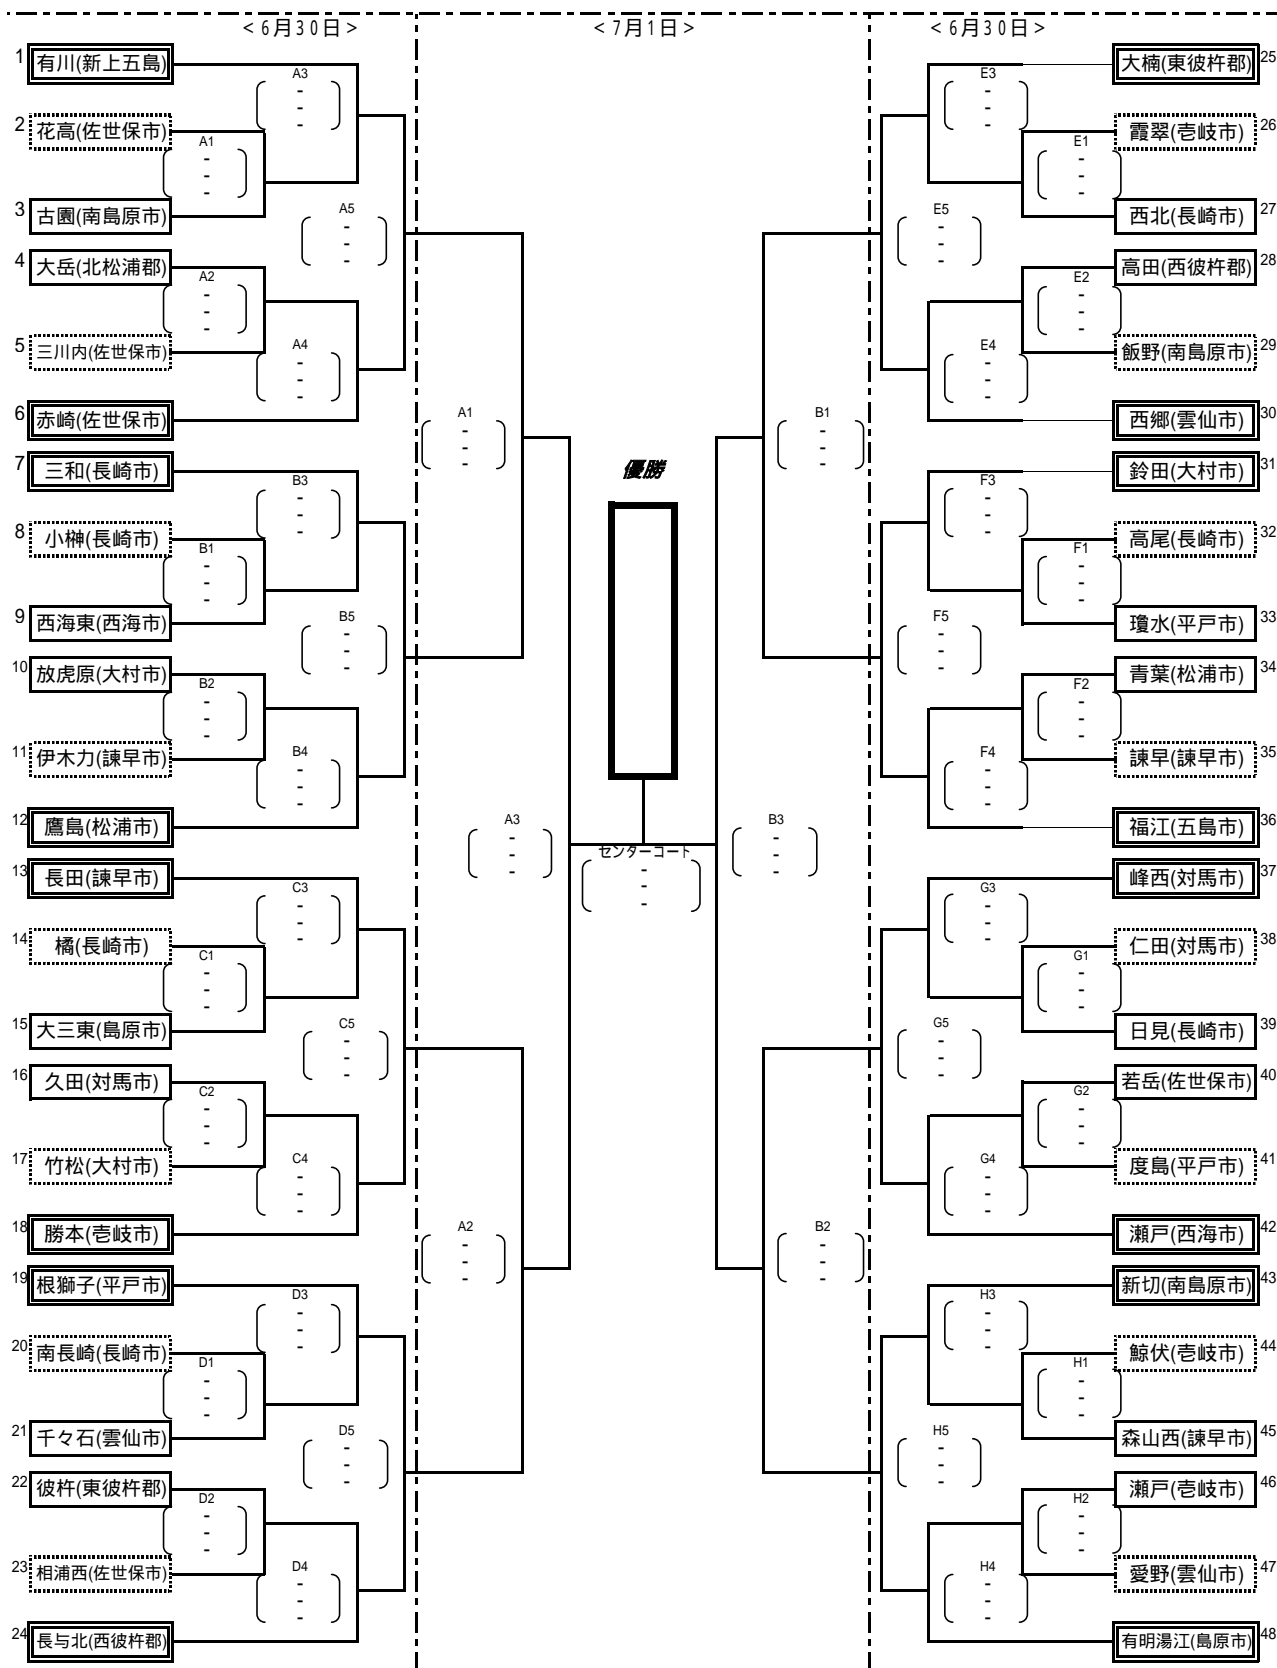 <6月30日>
<7月1日>
<6月30日>
1 有川(新上五島)
2 花高(佐世保市)
3 古園(南島原市)
4 大岳(北松浦郡)
5 三川内(佐世保市)
6 赤崎(佐世保市)
7 三和(長崎市)
8 小榊(長崎市)
9 西海東(西海市)
10 放虎原(大村市)
11 伊木力(諫早市)
12 鷹島(松浦市)
13 長田(諫早市)
14 橘(長崎市)
15 大三東(島原市)
16 久田(対馬市)
17 竹松(大村市)
18 勝本(壱岐市)
19 根獅子(平戸市)
20 南長崎(長崎市)
21 千々石(雲仙市)
22 彼杵(東彼杵郡)
23 相浦西(佐世保市)
24 長与北(西彼杵郡)
A3
- 
- 
- 
A1
- 
- 
- 
A5
- 
- 
- 
A2
- 
- 
- 
A4
- 
- 
- 
B3
- 
- 
- 
B1
- 
- 
- 
B5
- 
- 
- 
B2
- 
- 
- 
B4
- 
- 
- 
C3
- 
- 
- 
C1
- 
- 
- 
C5
- 
- 
- 
C2
- 
- 
- 
C4
- 
- 
- 
D3
- 
- 
- 
D1
- 
- 
- 
D5
- 
- 
- 
D2
- 
- 
- 
D4
- 
- 
- 
A1
- 
- 
- 
A3
- 
- 
- 
A2
- 
- 
- 
優勝
センターコート
- 
- 
- 
B1
- 
- 
- 
B3
- 
- 
- 
B2
- 
- 
- 
E3
- 
- 
- 
E1
- 
- 
- 
E5
- 
- 
- 
E2
- 
- 
- 
E4
- 
- 
- 
F3
- 
- 
- 
F1
- 
- 
- 
F5
- 
- 
- 
F2
- 
- 
- 
F4
- 
- 
- 
G3
- 
- 
- 
G1
- 
- 
- 
G5
- 
- 
- 
G2
- 
- 
- 
G4
- 
- 
- 
H3
- 
- 
- 
H1
- 
- 
- 
H5
- 
- 
- 
H2
- 
- 
- 
H4
- 
- 
- 
大楠(東彼杵郡) 25
霞翠(壱岐市) 26
西北(長崎市) 27
高田(西彼杵郡) 28
飯野(南島原市) 29
西郷(雲仙市) 30
鈴田(大村市) 31
高尾(長崎市) 32
瓊水(平戸市) 33
青葉(松浦市) 34
諫早(諫早市) 35
福江(五島市) 36
峰西(対馬市) 37
仁田(対馬市) 38
日見(長崎市) 39
若岳(佐世保市) 40
度島(平戸市) 41
瀬戸(西海市) 42
新切(南島原市) 43
鯨伏(壱岐市) 44
森山西(諫早市) 45
瀬戸(壱岐市) 46
愛野(雲仙市) 47
有明湯江(島原市) 48